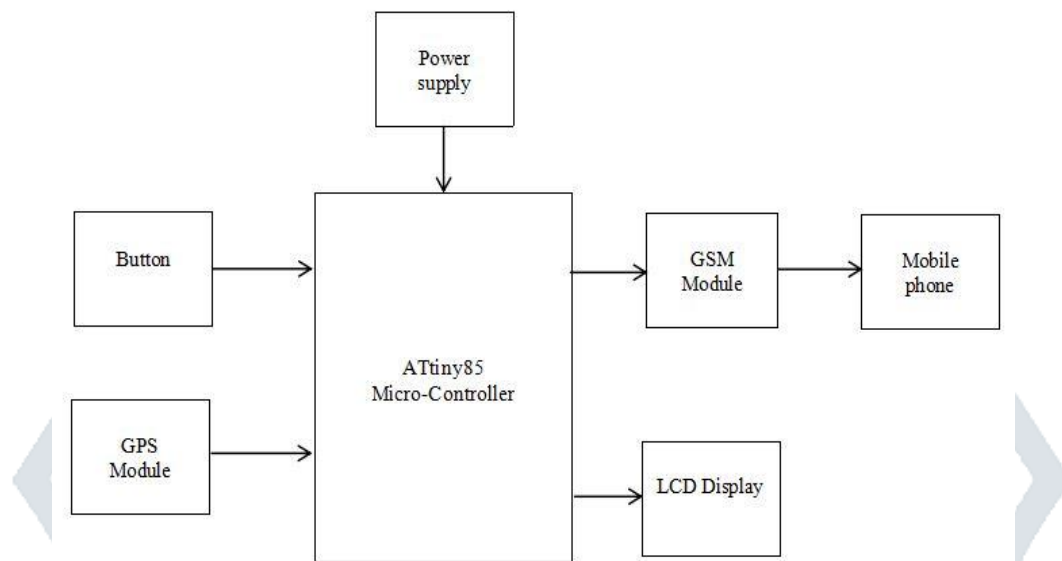 Power
supply
Button
GSM
Module
Mobile
phone
ATtiny85
Micro-Controller
GPS
Module
LCD Display